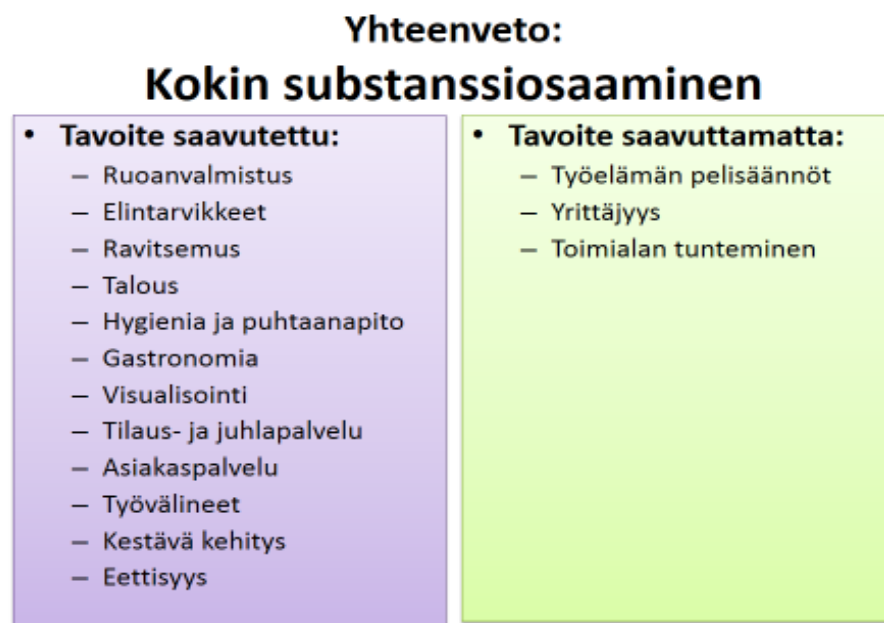 Yhteenveto:
Kokin substanssiosaaminen
• Tavoite saavutettu:
– Ruoanvalmistus
– Elintarvikkeet
– Ravitsemus
– Talous
– Hygienia ja puhtaanapito
– Gastronomia
– Visualisointi
– Tilaus- ja juhlapalvelu
– Asiakaspalvelu
– Työvälineet
– Kestävä kehitys
– Eettisyys
• Tavoite saavuttamatta:
– Työelämän pelisäännöt
– Yrittäjyys
– Toimialan tunteminen